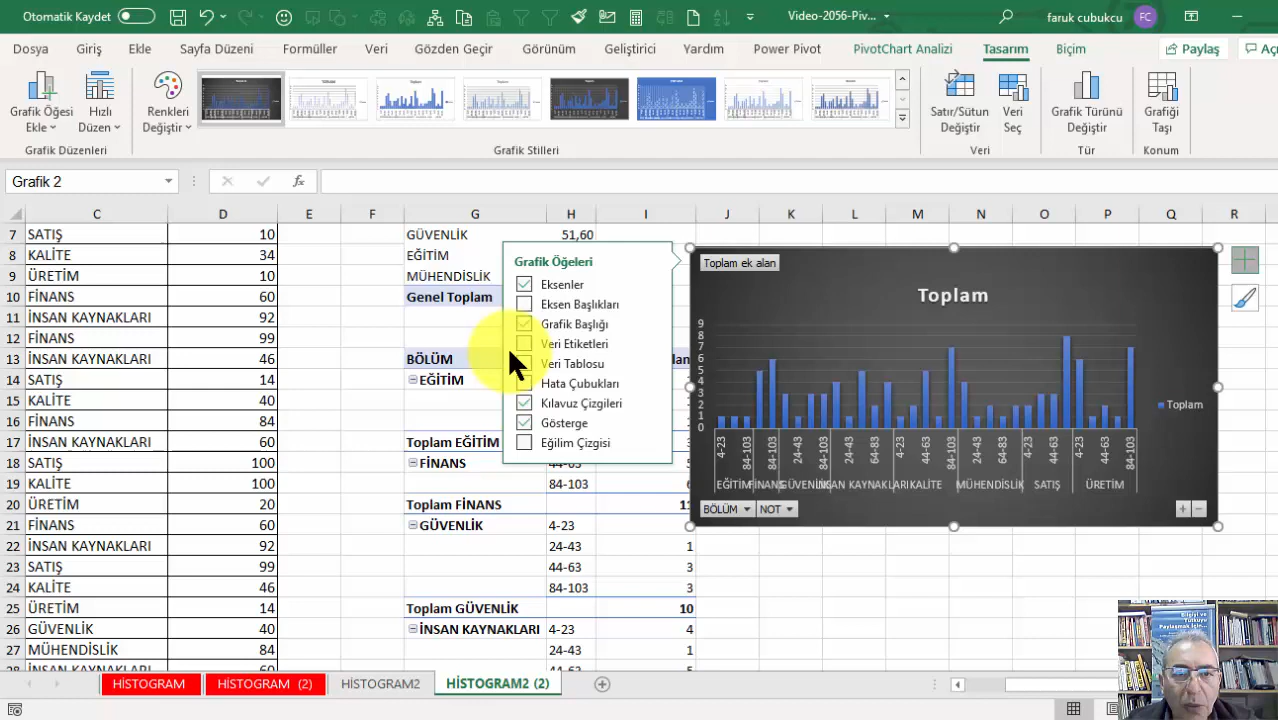 Otomatik Kaydet
Video-2056-Piv...
faruk cubukcu
FC
Dosya Giriş Ekle Sayfa Düzeni Formüller Veri Gözden Geçir Görünüm Geliştirici Yardım Power Pivot PivotChart Analizi Tasarım Biçim Paylaş Açı
Grafik Öğesi Ekle
Hızlı Düzen
Renkleri Değiştir
Satır/Sütun Değiştir
Veri Seç
Grafik Türünü Değiştir
Grafiği Taşı
Grafik Düzenleri
Grafik Stilleri
Veri
Tür
Konum
Grafik 2
fx
C D E F G H I J K L M N O P Q R
7 SATIŞ 10 GÜVENLİK 51,60
8 KALİTE 34 EĞİTİM
9 ÜRETİM 10 MÜHENDİSLİK
10 FİNANS 60 Genel Toplam
11 İNSAN KAYNAKLARI 92
12 FİNANS 99
13 İNSAN KAYNAKLARI 46 BÖLÜM
14 SATIŞ 14 EĞİTİM
15 KALİTE 40
16 FİNANS 84
17 İNSAN KAYNAKLARI 60 Toplam EĞİTİM
18 SATIŞ 100 FİNANS
19 KALİTE 100 84-103
20 ÜRETİM 20 Toplam FİNANS 11
21 FİNANS 60 GÜVENLİK 4-23 1
22 İNSAN KAYNAKLARI 92 24-43 1
23 SATIŞ 99 44-63 3
24 KALİTE 46 84-103 3
25 ÜRETİM 14 Toplam GÜVENLİK 10
26 GÜVENLİK 40 İNSAN KAYNAKLARI 4-23 4
27 MÜHENDİSLİK 84 24-43 1
Grafik Öğeleri
Eksenler
Eksen Başlıkları
Grafik Başlığı
Veri Etiketleri
Veri Tablosu
Hata Çubukları
Kılavuz Çizgileri
Gösterge
Eğilim Çizgisi
Toplam ek alan
Toplam
9
8
7
6
5
4
3
2
1
0
4-23 84-103 24-43 84-103 24-43 64-83 4-23 44-63 84-103 24-43 64-83 4-23 44-63 4-23 44-63 84-103
EĞİTİM FİNANS GÜVENLİK İNSAN KAYNAKLARI KALİTE MÜHENDİSLİK SATIŞ ÜRETİM
Toplam
BÖLÜM NOT
HİSTOGRAM HİSTOGRAM (2) HİSTOGRAM2 HİSTOGRAM2 (2)